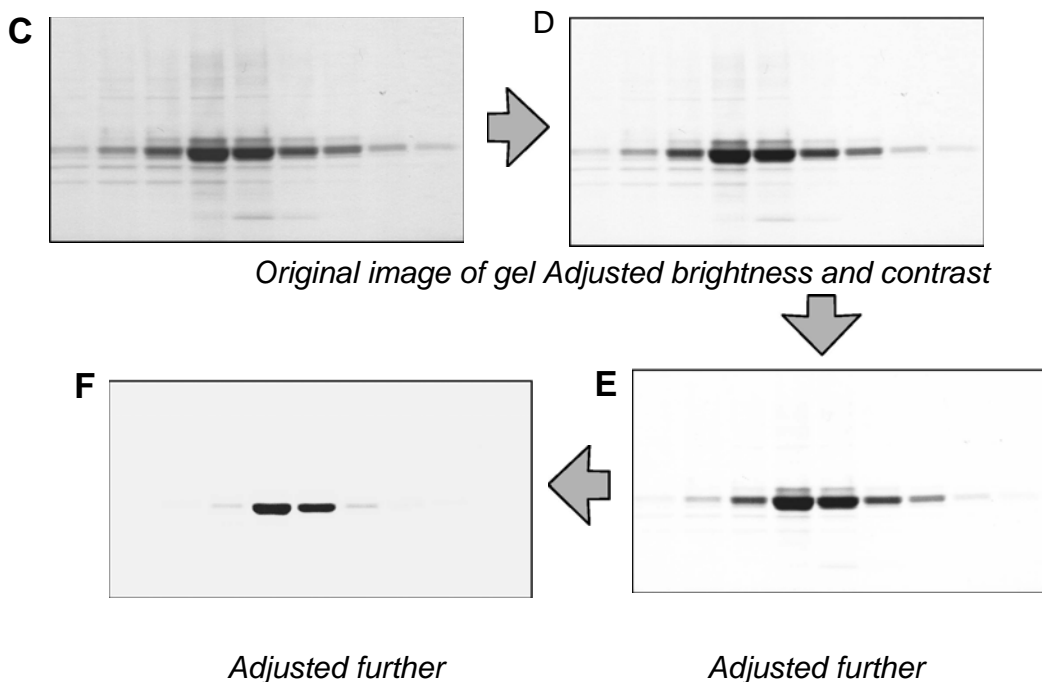 C
D
Original image of gel Adjusted brightness and contrast
F
E
Adjusted further
Adjusted further